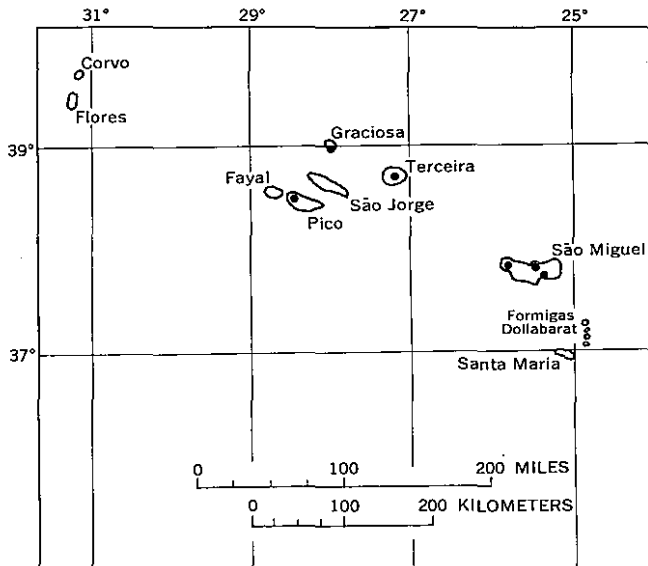 31° 29° 27° 25°
Corvo
Flores
Graciosa
39°
Terceira
Fayal
São Jorge
Pico
São Miguel
Formigas
Dollabarat
37°
Santa Maria
0 100 200 MILES
0 100 200 KILOMETERS